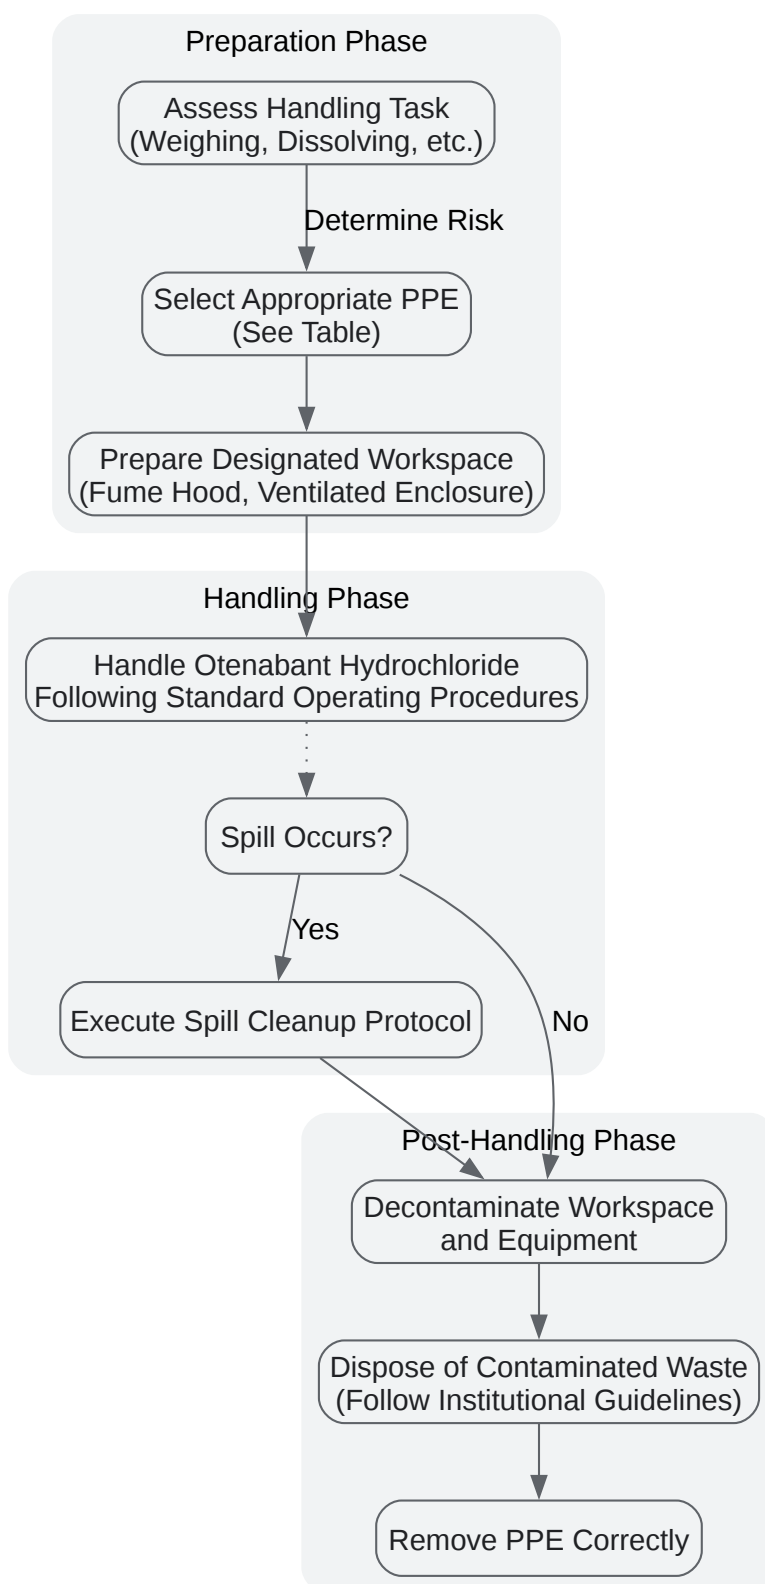 Preparation Phase
Assess Handling Task
(Weighing, Dissolving, etc.)
Determine Risk
Select Appropriate PPE
(See Table)
Prepare Designated Workspace
(Fume Hood, Ventilated Enclosure)
Handling Phase
Handle Otenabant Hydrochloride
Following Standard Operating Procedures
Spill Occurs?
Yes
Execute Spill Cleanup Protocol
No
Post-Handling Phase
Decontaminate Workspace
and Equipment
Dispose of Contaminated Waste
(Follow Institutional Guidelines)
Remove PPE Correctly